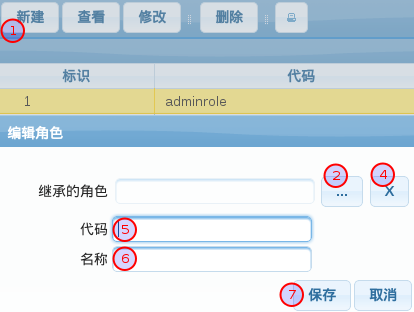 新建 查看 修改 删除
1
标识 代码
1 adminrole
编辑角色
2 4
继承的角色 ... X
代码 5
名称 6
7 保存 取消